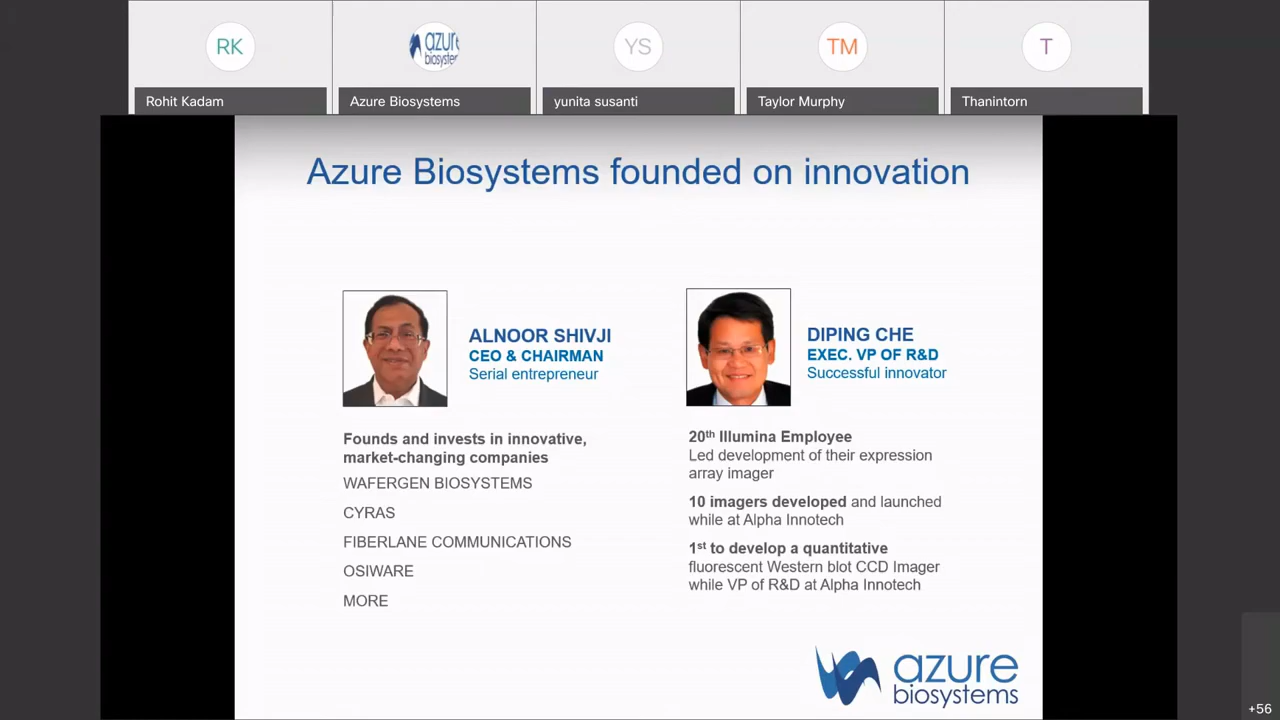 RK
azure
biosystems
YS
TM
T
Rohit Kadam
Azure Biosystems
yunita susanti
Taylor Murphy
Thanintorn
Azure Biosystems founded on innovation
ALNOOR SHIVJI
CEO & CHAIRMAN
Serial entrepreneur
Founds and invests in innovative,
market-changing companies
WAFERGEN BIOSYSTEMS
CYRAS
FIBERLANE COMMUNICATIONS
OSIWARE
MORE
DIPING CHE
EXEC. VP OF R&D
Successful innovator
20th Illumina Employee
Led development of their expression
array imager
10 imagers developed and launched
while at Alpha Innotech
1st to develop a quantitative
fluorescent Western blot CCD Imager
while VP of R&D at Alpha Innotech
azure
biosystems
+56